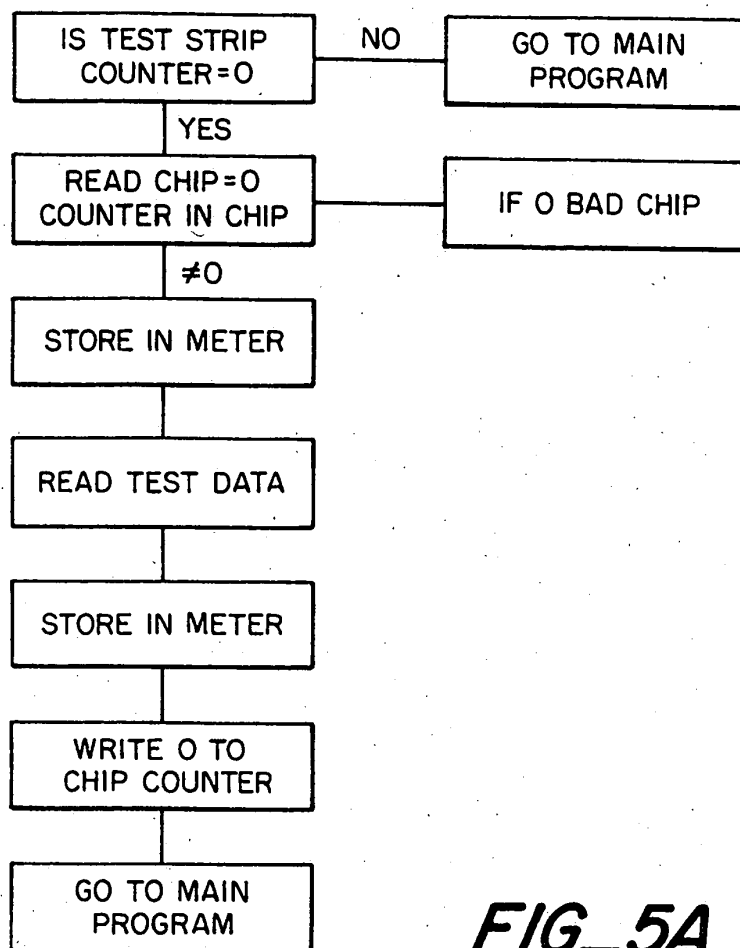 IS TEST STRIP
COUNTER=0
NO
GO TO MAIN
PROGRAM
YES
READ CHIP=0
COUNTER IN CHIP
IF 0 BAD CHIP
≠0
STORE IN METER
READ TEST DATA
STORE IN METER
WRITE 0 TO
CHIP COUNTER
GO TO MAIN
PROGRAM
FIG_5A